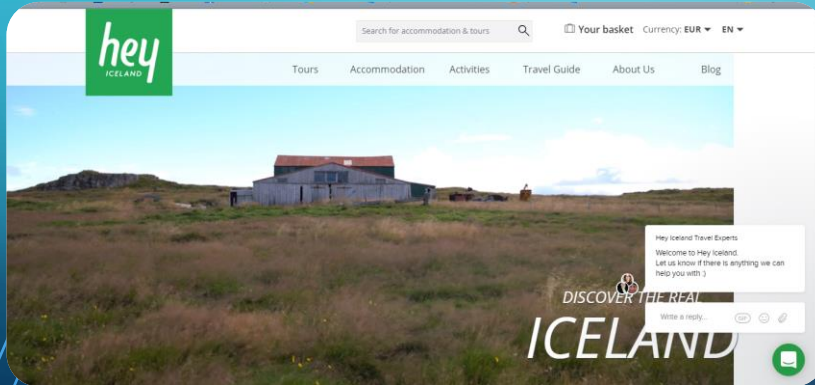 hey
ICELAND
Search for accommodation & tours
Your basket
Currency: EUR
EN
Tours
Accommodation
Activities
Travel Guide
About Us
Blog
Hey Iceland Travel Experts
Welcome to Hey Iceland.
Let us know if there is anything we can
help you with :)
DISCOVER THE REAL
ICELAND
Write a reply...
GIF